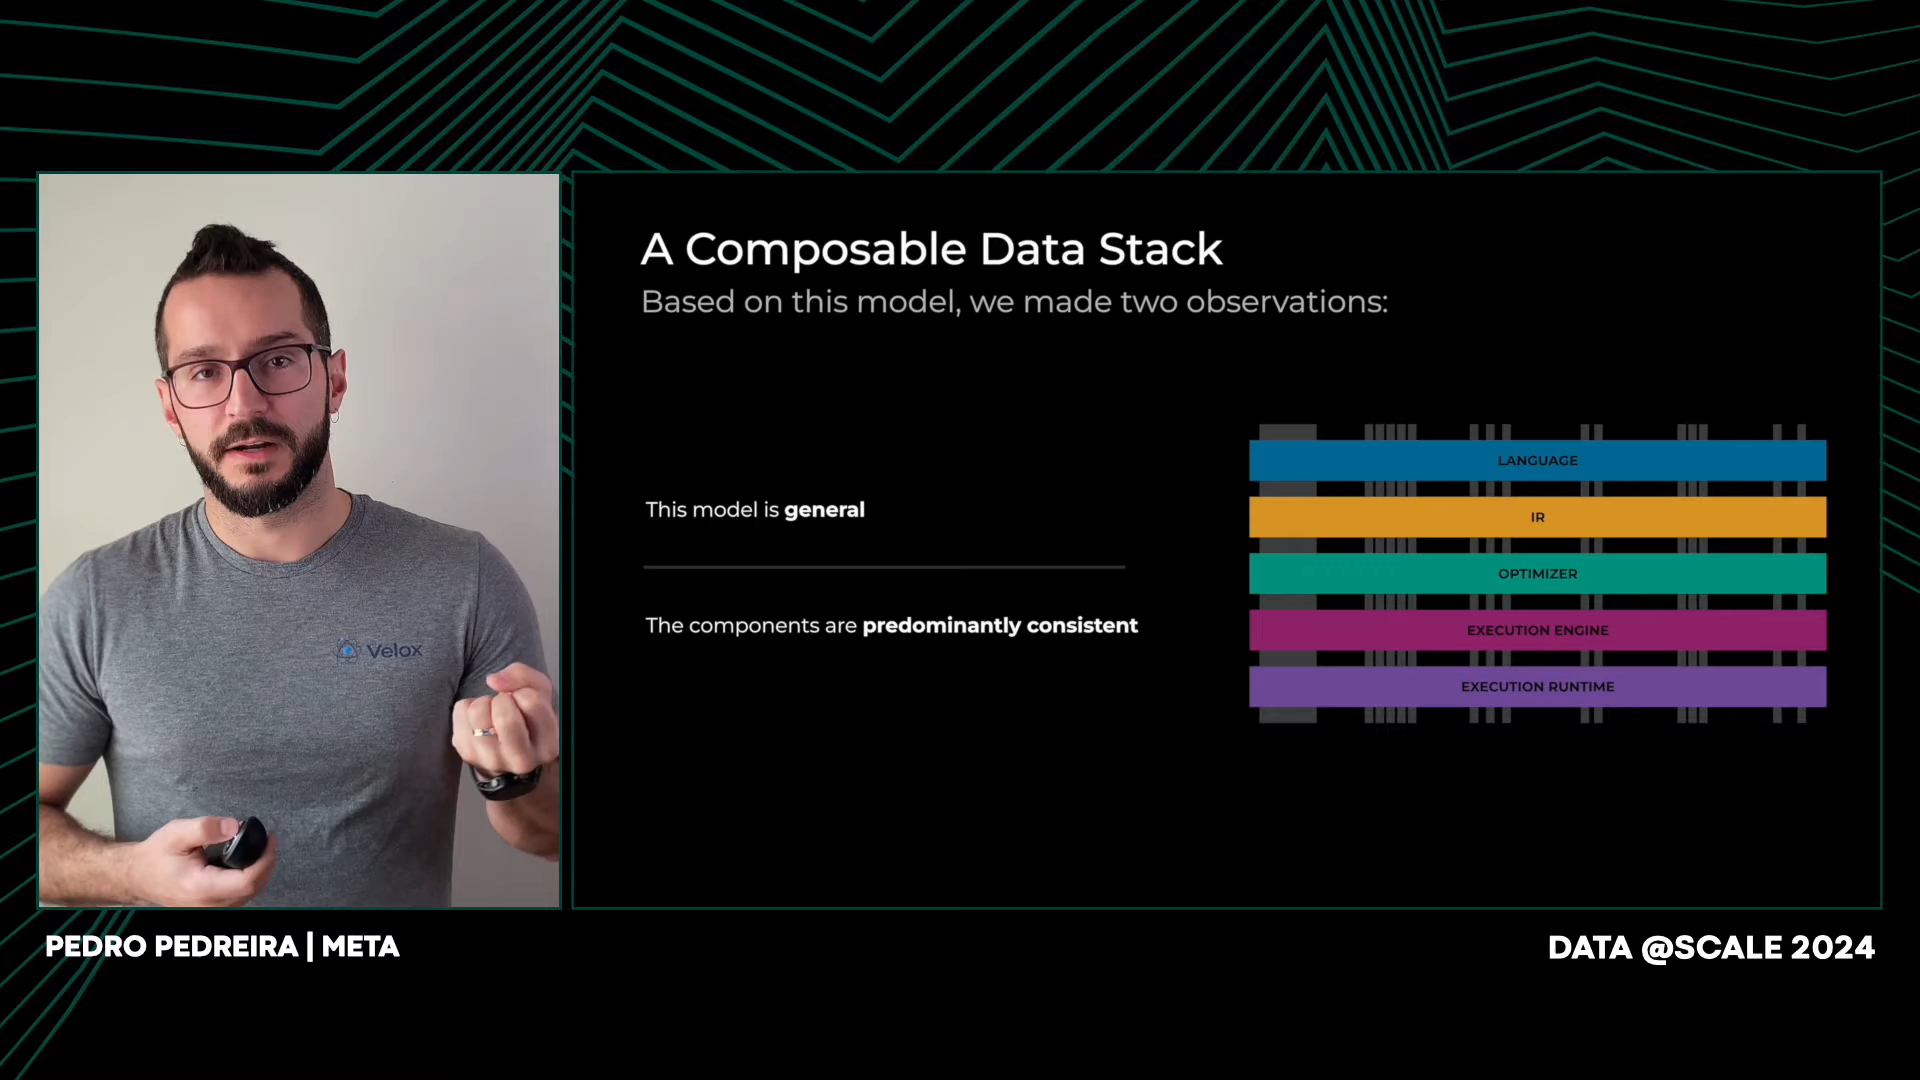 A Composable Data Stack
Based on this model, we made two observations:
This model is general
The components are predominantly consistent
LANGUAGE
IR
OPTIMIZER
EXECUTION ENGINE
EXECUTION RUNTIME
Velox
PEDRO PEDREIRA | META
DATA @SCALE 2024